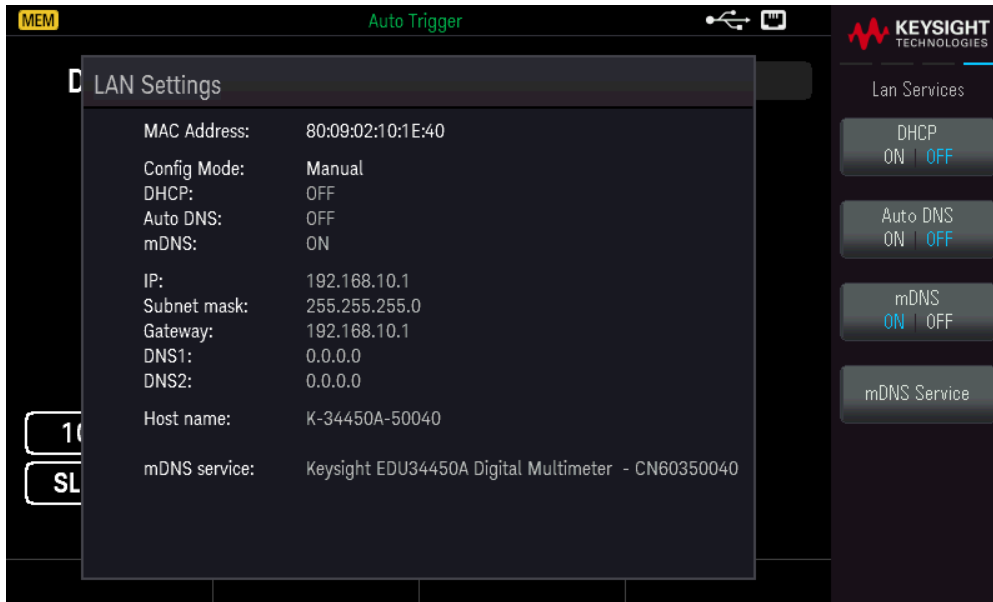 MEM
Auto Trigger
KEYSIGHT
TECHNOLOGIES
D
LAN Settings
MAC Address: 80:09:02:10:1E:40
Config Mode: Manual
DHCP: OFF
Auto DNS: OFF
mDNS: ON
IP: 192.168.10.1
Subnet mask: 255.255.255.0
Gateway: 192.168.10.1
DNS1: 0.0.0.0
DNS2: 0.0.0.0
Host name: K-34450A-50040
mDNS service: Keysight EDU34450A Digital Multimeter - CN60350040
10
SL
Lan Services
DHCP
ON | OFF
Auto DNS
ON | OFF
mDNS
ON | OFF
mDNS Service